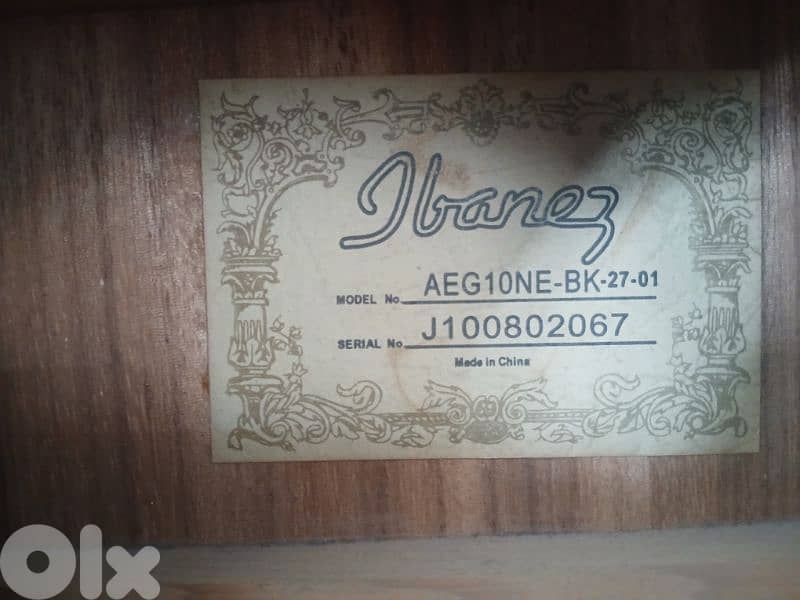 Ibanez
MODEL No. AEG10NE-BK-27-01
SERIAL No. J100802067
Made in China
Olx